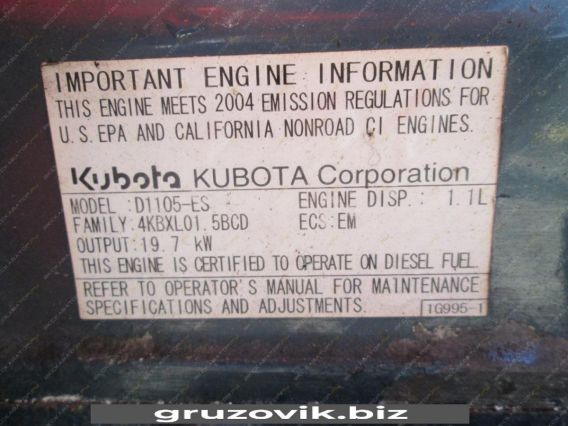 IMPORTANT ENGINE INFORMATION
THIS ENGINE MEETS 2004 EMISSION REGULATIONS FOR
U.S.EPA AND CALIFORNIA NONROAD CI ENGINES.
Kubota KUBOTA Corporation
MODEL :D1105-ES ENGINE DISP.: 1.1L
FAMILY:4KBXL01.5BCD ECS:EM
OUTPUT:19.7 kW
THIS ENGINE IS CERTIFIED TO OPERATE ON DIESEL FUEL
REFER TO OPERATOR'S MANUAL FOR MAINTENANCE
SPECIFICATIONS AND ADJUSTMENTS. 1G995-1
gruzovik.biz